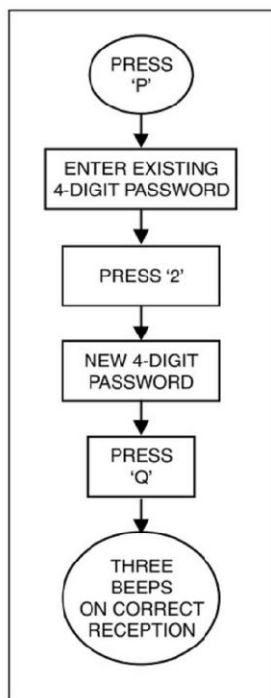 PRESS
‘P’
ENTER EXISTING
4-DIGIT PASSWORD
PRESS ‘2’
NEW 4-DIGIT
PASSWORD
PRESS
‘Q’
THREE
BEEPS
ON CORRECT
RECEPTION